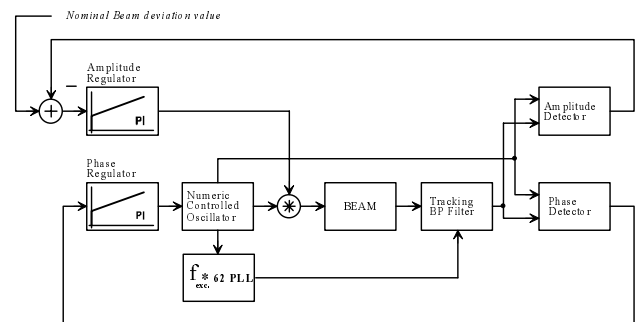 Nominal Beam deviation value
Amplitude
Regulator
PI
Amplitude
Detector
Phase
Regulator
PI
Numeric
Controlled
Oscillator
BEAM
Tracking
BP Filter
Phase
Detector
f exc. * 62 PLL